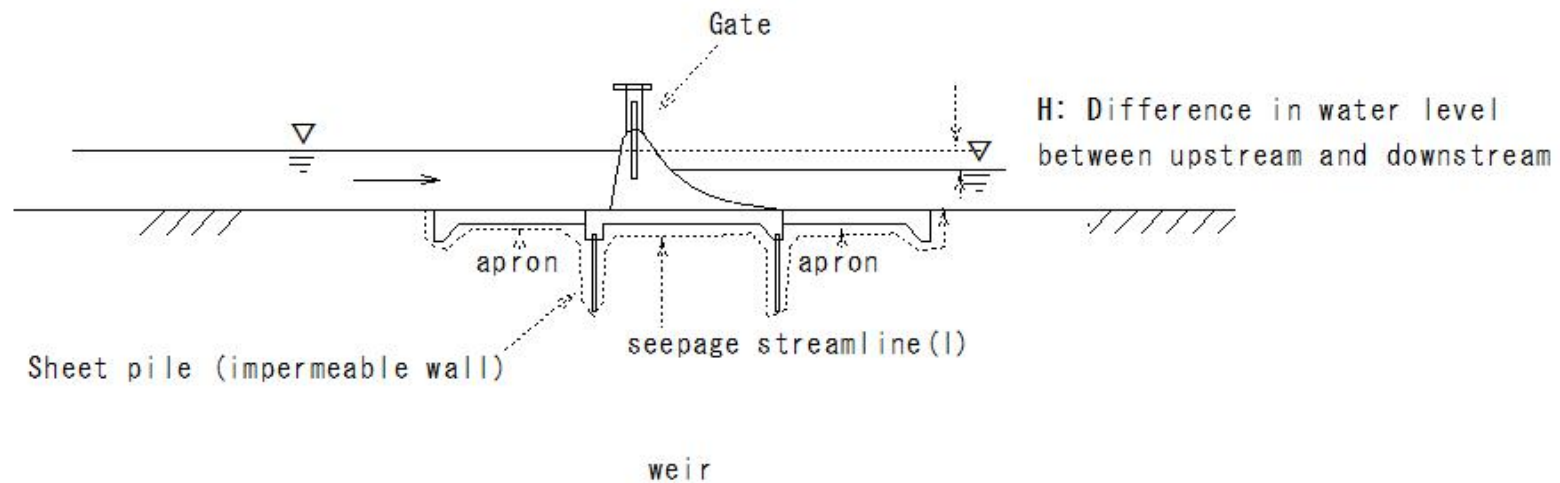 Gate
H: Difference in water level
between upstream and downstream
apron
apron
seepage streamline(l)
Sheet pile (impermeable wall)
weir